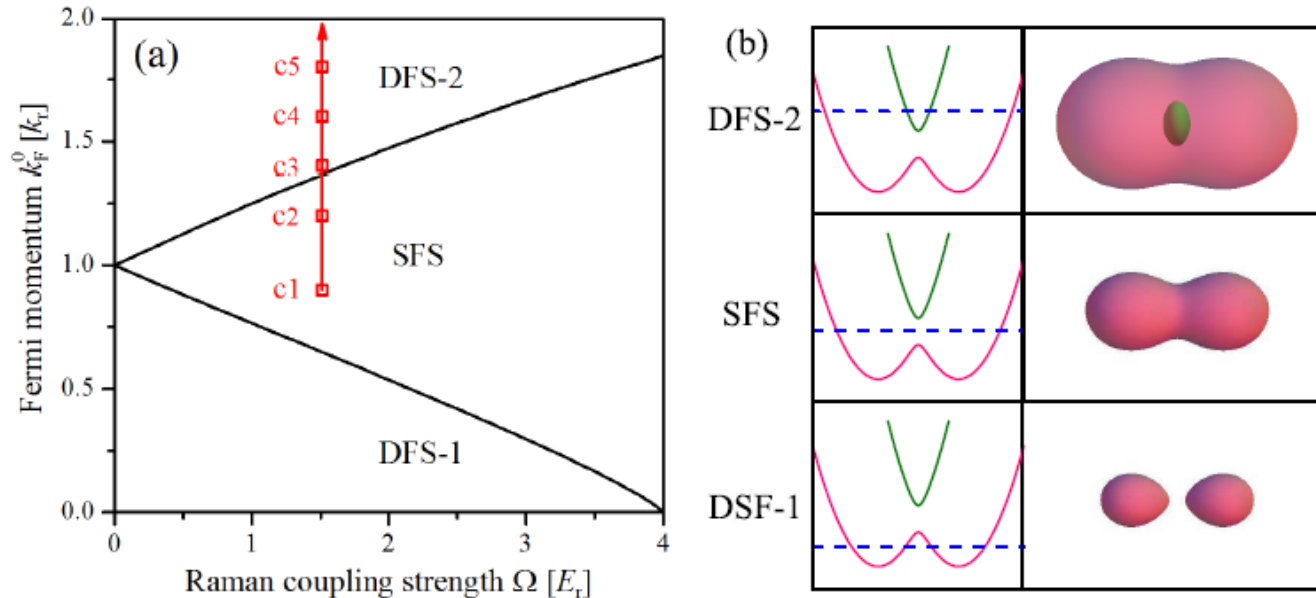 (a)
Fermi momentum k_F^0 [k_r]
2.0
1.5
1.0
0.5
0.0
c5
c4
c3
c2
c1
DFS-2
SFS
DFS-1
0 1 2 3 4
Raman coupling strength Ω [E_r]
(b)
DFS-2
SFS
DSF-1